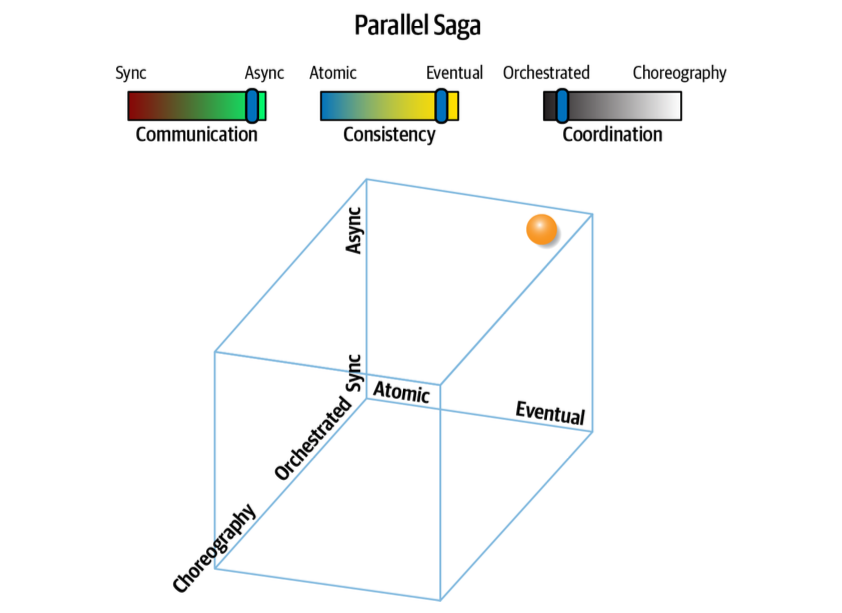 Parallel Saga
Sync Async Atomic Eventual Orchestrated Choreography
Communication Consistency Coordination
Async
Sync
Atomic
Eventual
Orchestrated
Choreography